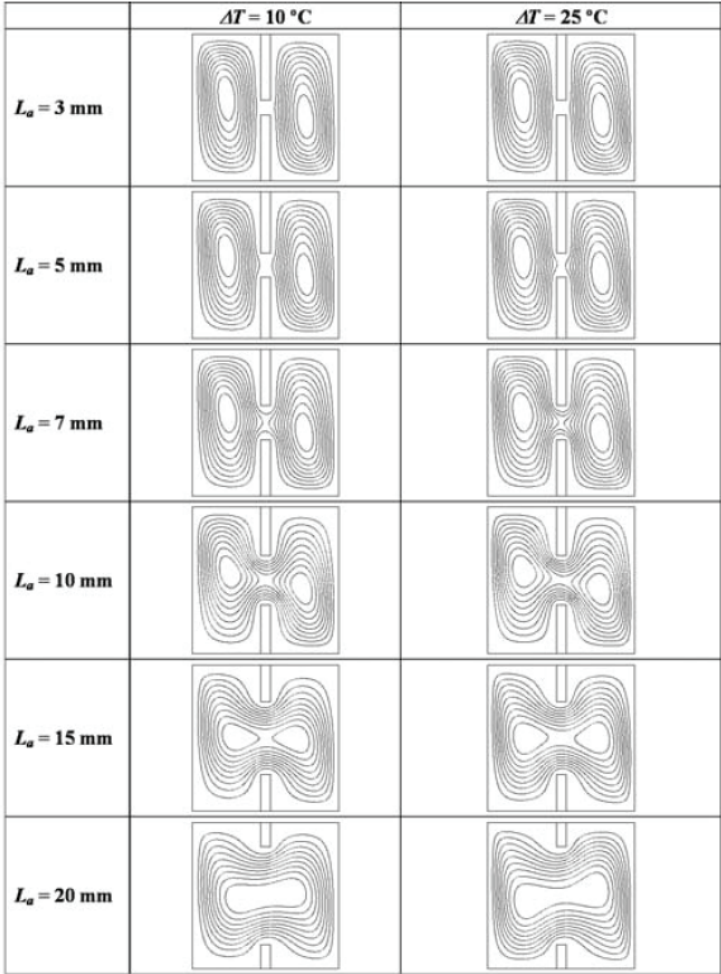 ΔT = 10 °C ΔT = 25 °C
Lₐ = 3 mm
Lₐ = 5 mm
Lₐ = 7 mm
Lₐ = 10 mm
Lₐ = 15 mm
Lₐ = 20 mm